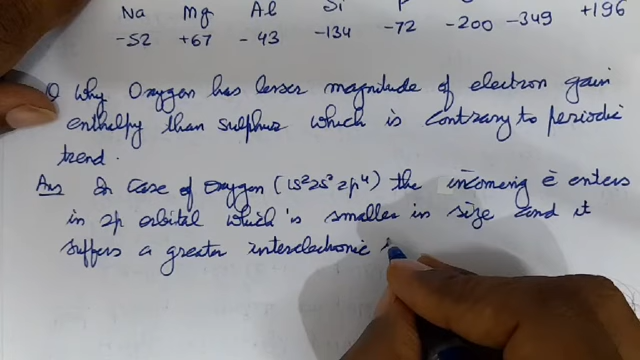 Na Mg Al Si P +196
-52 +67 -43 -134 -72 -200 -349
Q Why Oxygen has lesser magnitude of electron gain
enthalpy than sulphur which is contrary to periodic
trend.
Ans In case of oxygen (1s² 2s² 2p⁴) the incoming e̅ enters
in 2p orbital which is smaller in size and it
suffers a greater interelectronic